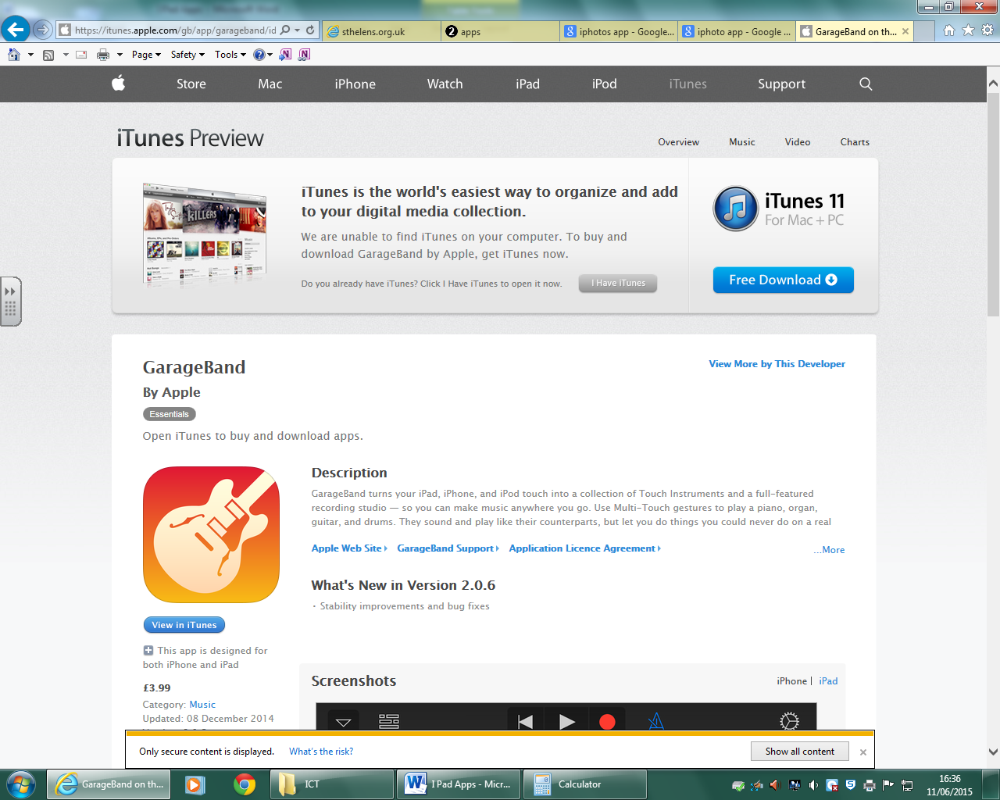 https://itunes.apple.com/gb/app/garageband/id
sthelens.org.uk
2 apps
iphotos app - Google...
iphoto app - Google ...
GarageBand on th...
Page
Safety
Tools
Store
Mac
iPhone
Watch
iPad
iPod
iTunes
Support
iTunes Preview
Overview
Music
Video
Charts
iTunes is the world's easiest way to organize and add
to your digital media collection.
We are unable to find iTunes on your computer. To buy and
download GarageBand by Apple, get iTunes now.
Do you already have iTunes? Click I Have iTunes to open it now.
I Have iTunes
iTunes 11
For Mac + PC
Free Download
KILLERS
GarageBand
View More by This Developer
By Apple
Essentials
Open iTunes to buy and download apps.
Description
GarageBand turns your iPad, iPhone, and iPod touch into a collection of Touch Instruments and a full-featured
recording studio — so you can make music anywhere you go. Use Multi-Touch gestures to play a piano, organ,
guitar, and drums. They sound and play like their counterparts, but let you do things you could never do on a real
Apple Web Site
GarageBand Support
Application Licence Agreement
...More
What's New in Version 2.0.6
• Stability improvements and bug fixes
View in iTunes
This app is designed for
both iPhone and iPad
£3.99
Category: Music
Updated: 08 December 2014
Screenshots
iPhone |
iPad
Only secure content is displayed.
What's the risk?
Show all content
GarageBand on th...
ICT
I Pad Apps - Micr...
Calculator
16:36
11/06/2015